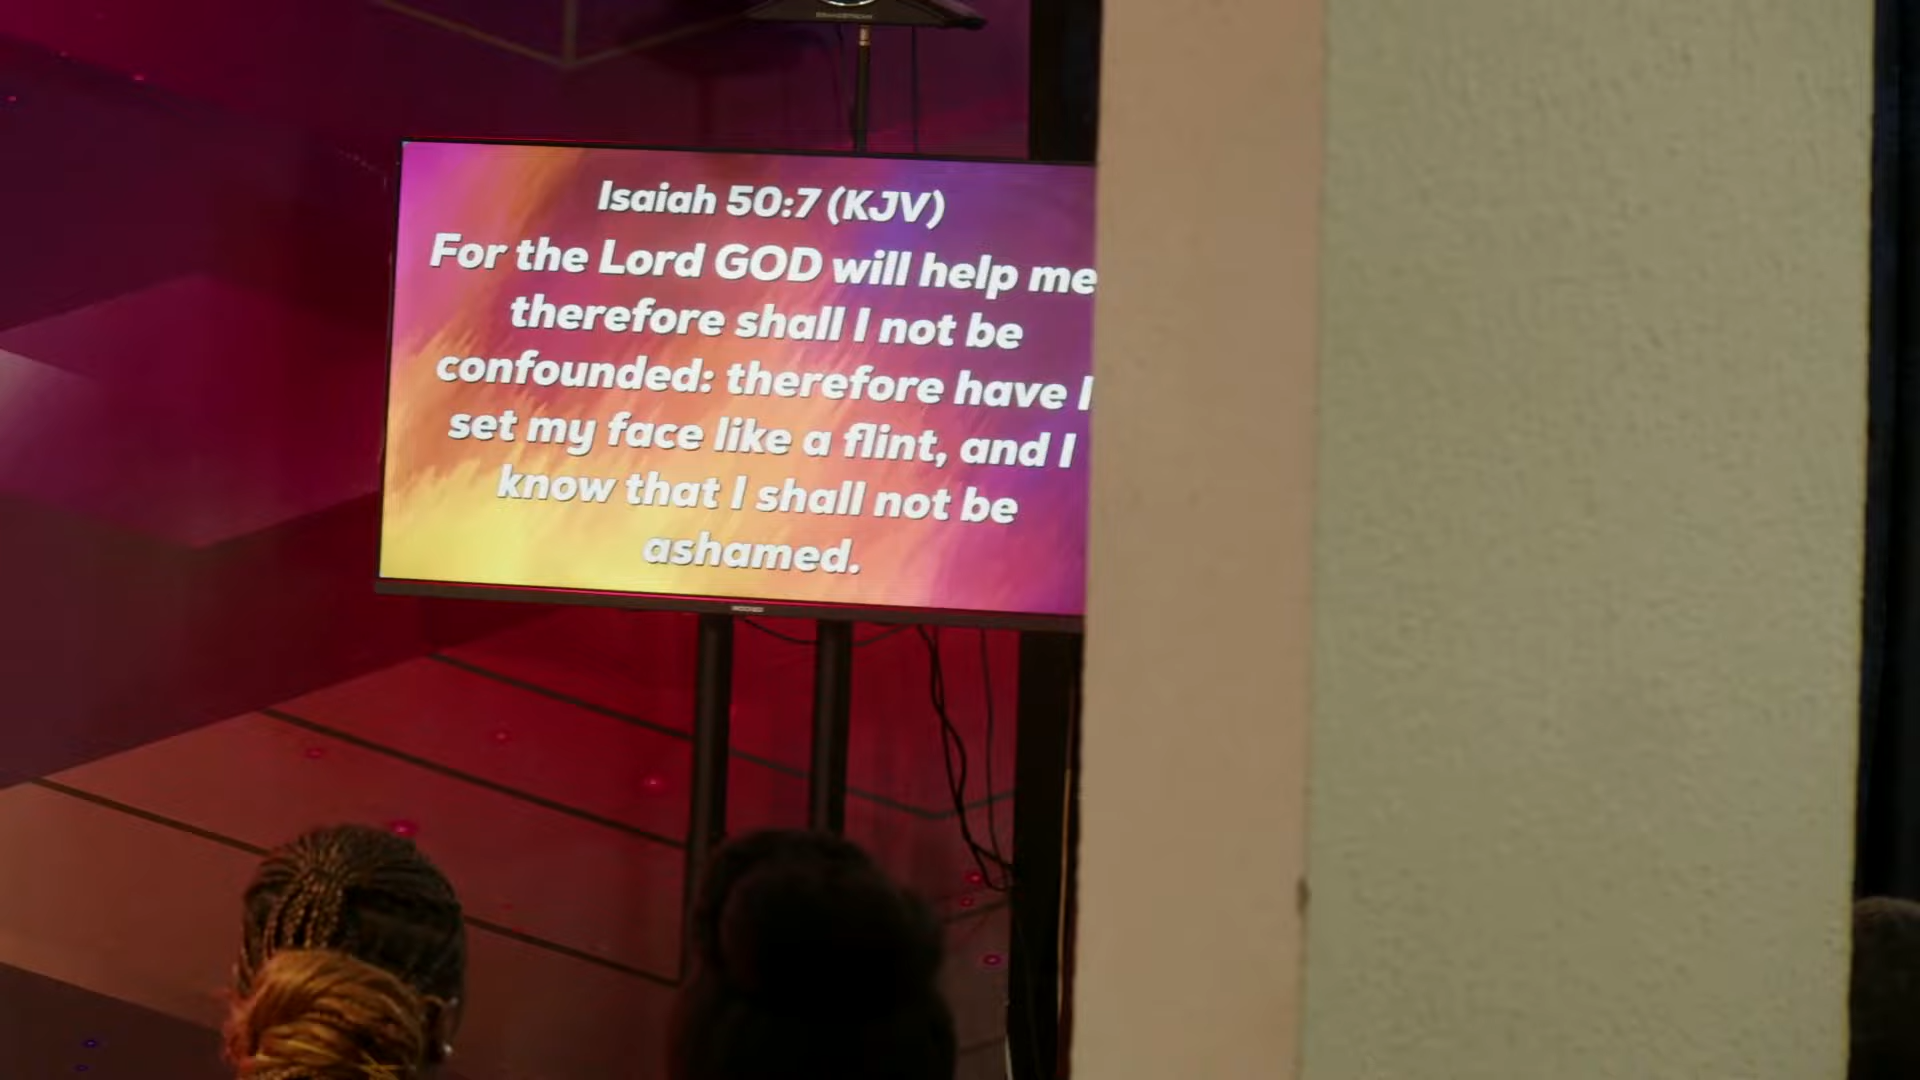 Isaiah 50:7 (KJV)
For the Lord GOD will help me
therefore shall I not be
confounded: therefore have I
set my face like a flint, and I
know that I shall not be
ashamed.